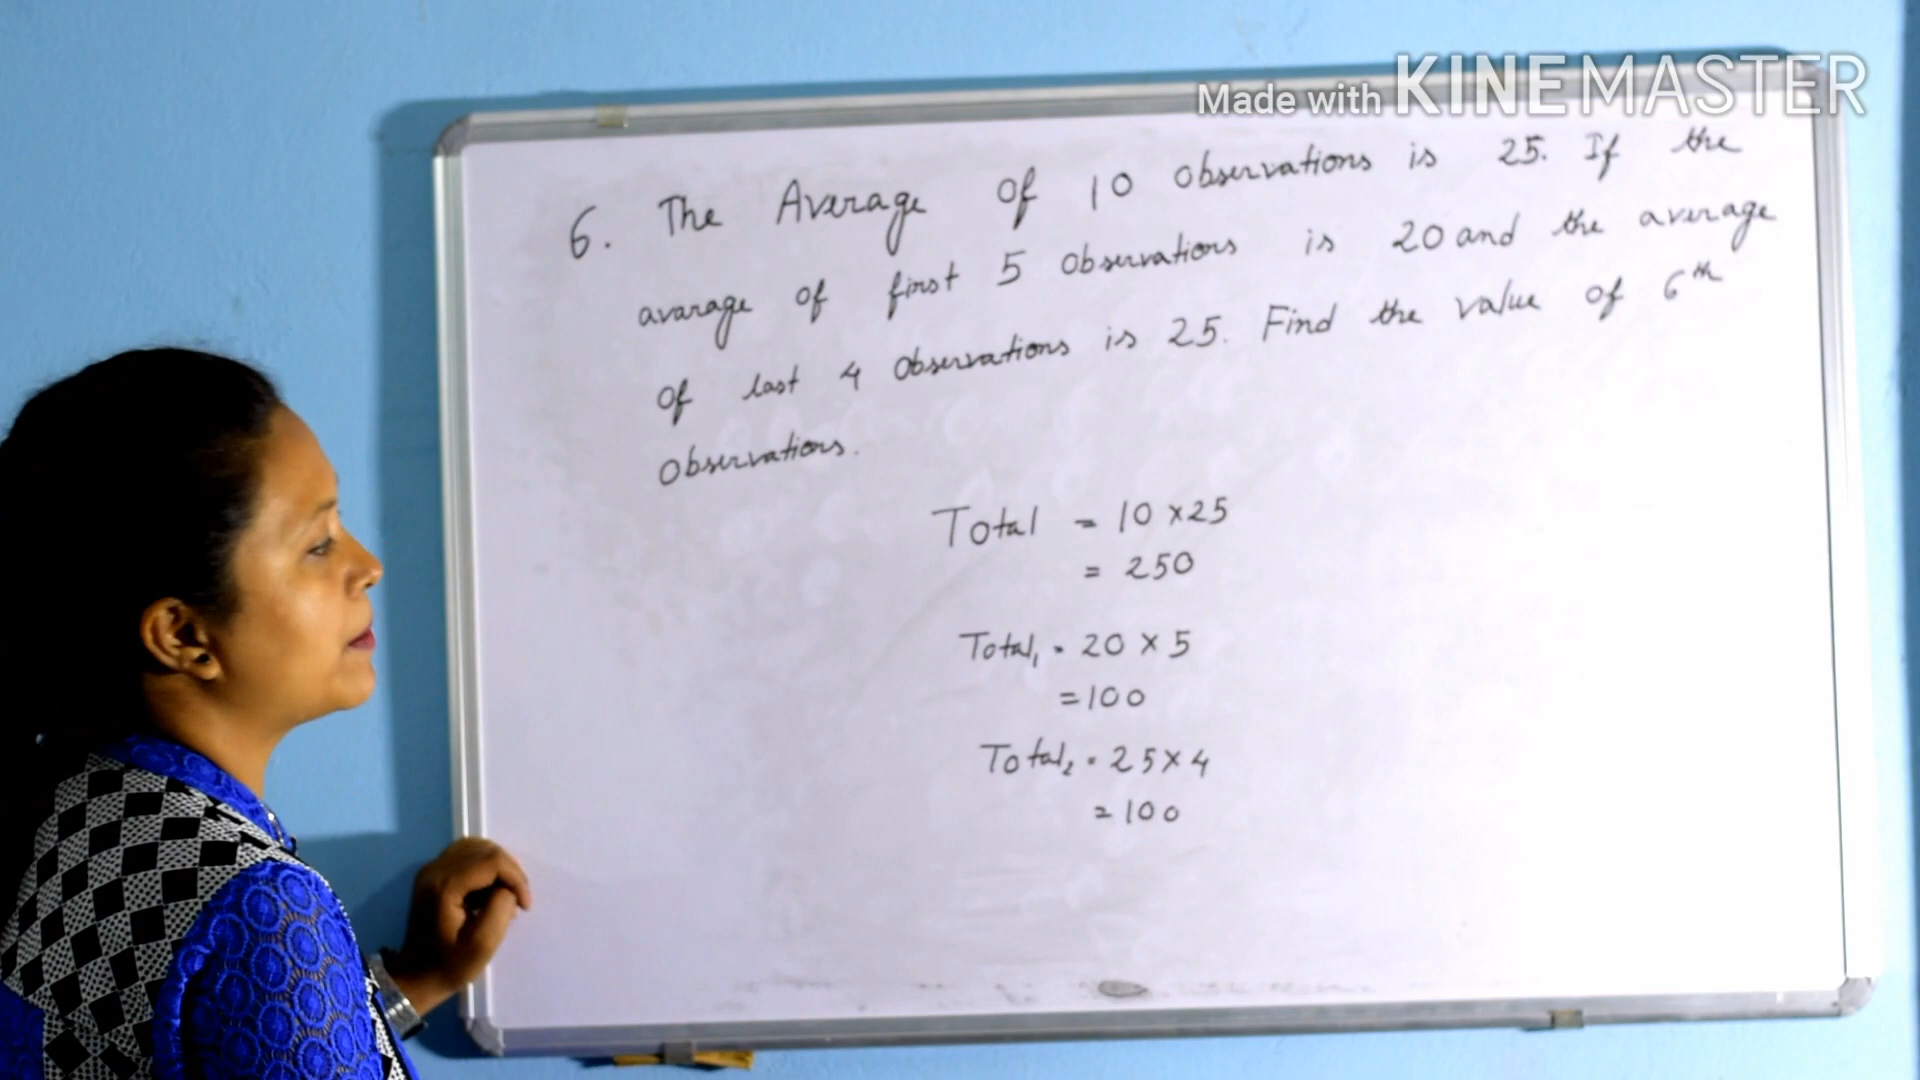 Made with KINEMASTER
6. The Average of 10 observations is 25. If the
avarage of first 5 observations is 20 and the average
of last 4 observations is 25. Find the value of 6th
observations.
Total = 10 x 25
= 250
Total1 = 20 x 5
= 100
Total2 = 25 x 4
= 100